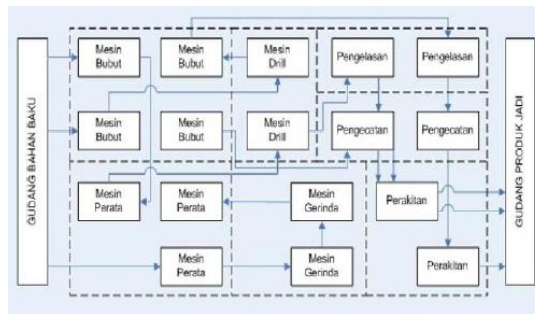 GUDANG BAHAN BAKU
Mesin
Bubut
Mesin
Bubut
Mesin
Drill
Pengelasan
Pengelasan
Mesin
Bubut
Mesin
Bubut
Mesin
Drill
Pengecatan
Pengecatan
Mesin
Perata
Mesin
Perata
Mesin
Gerinda
Perakitan
Mesin
Perata
Mesin
Gerinda
Perakitan
GUDANG PRODUK JADI